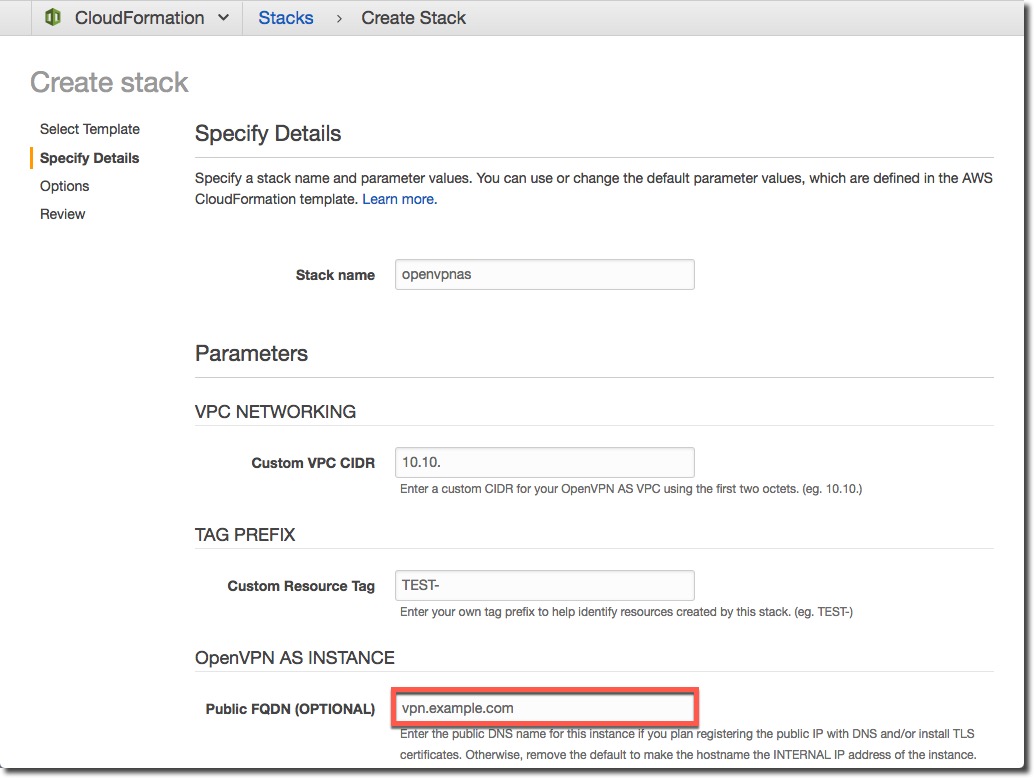 CloudFormation Stacks > Create Stack
Create stack
Select Template
Specify Details
Options
Review
Specify Details
Specify a stack name and parameter values. You can use or change the default parameter values, which are defined in the AWS
CloudFormation template. Learn more.
Stack name openvpnas
Parameters
VPC NETWORKING
Custom VPC CIDR 10.10.
Enter a custom CIDR for your OpenVPN AS VPC using the first two octets. (eg. 10.10.)
TAG PREFIX
Custom Resource Tag TEST-
Enter your own tag prefix to help identify resources created by this stack. (eg. TEST-)
OpenVPN AS INSTANCE
Public FQDN (OPTIONAL) vpn.example.com
Enter the public DNS name for this instance if you plan registering the public IP with DNS and/or install TLS
certificates. Otherwise, remove the default to make the hostname the INTERNAL IP address of the instance.